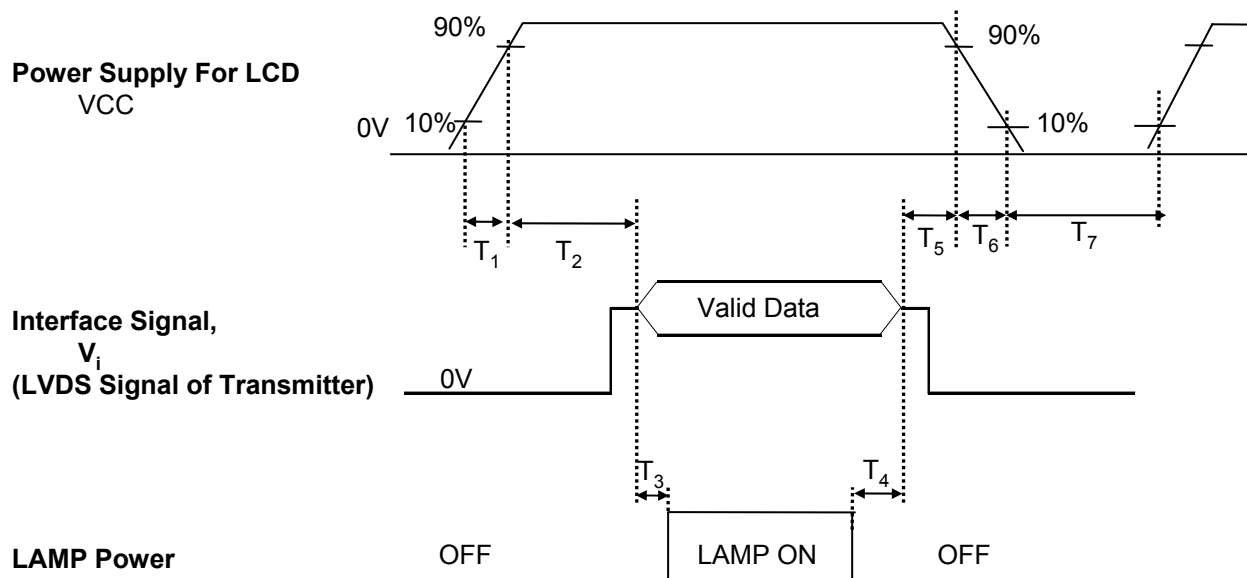 90%
90%
Power Supply For LCD
VCC
0V
10%
10%
T1
T2
T5
T6
T7
Valid Data
Interface Signal,
Vi
(LVDS Signal of Transmitter)
0V
T3
T4
LAMP Power
OFF
LAMP ON
OFF